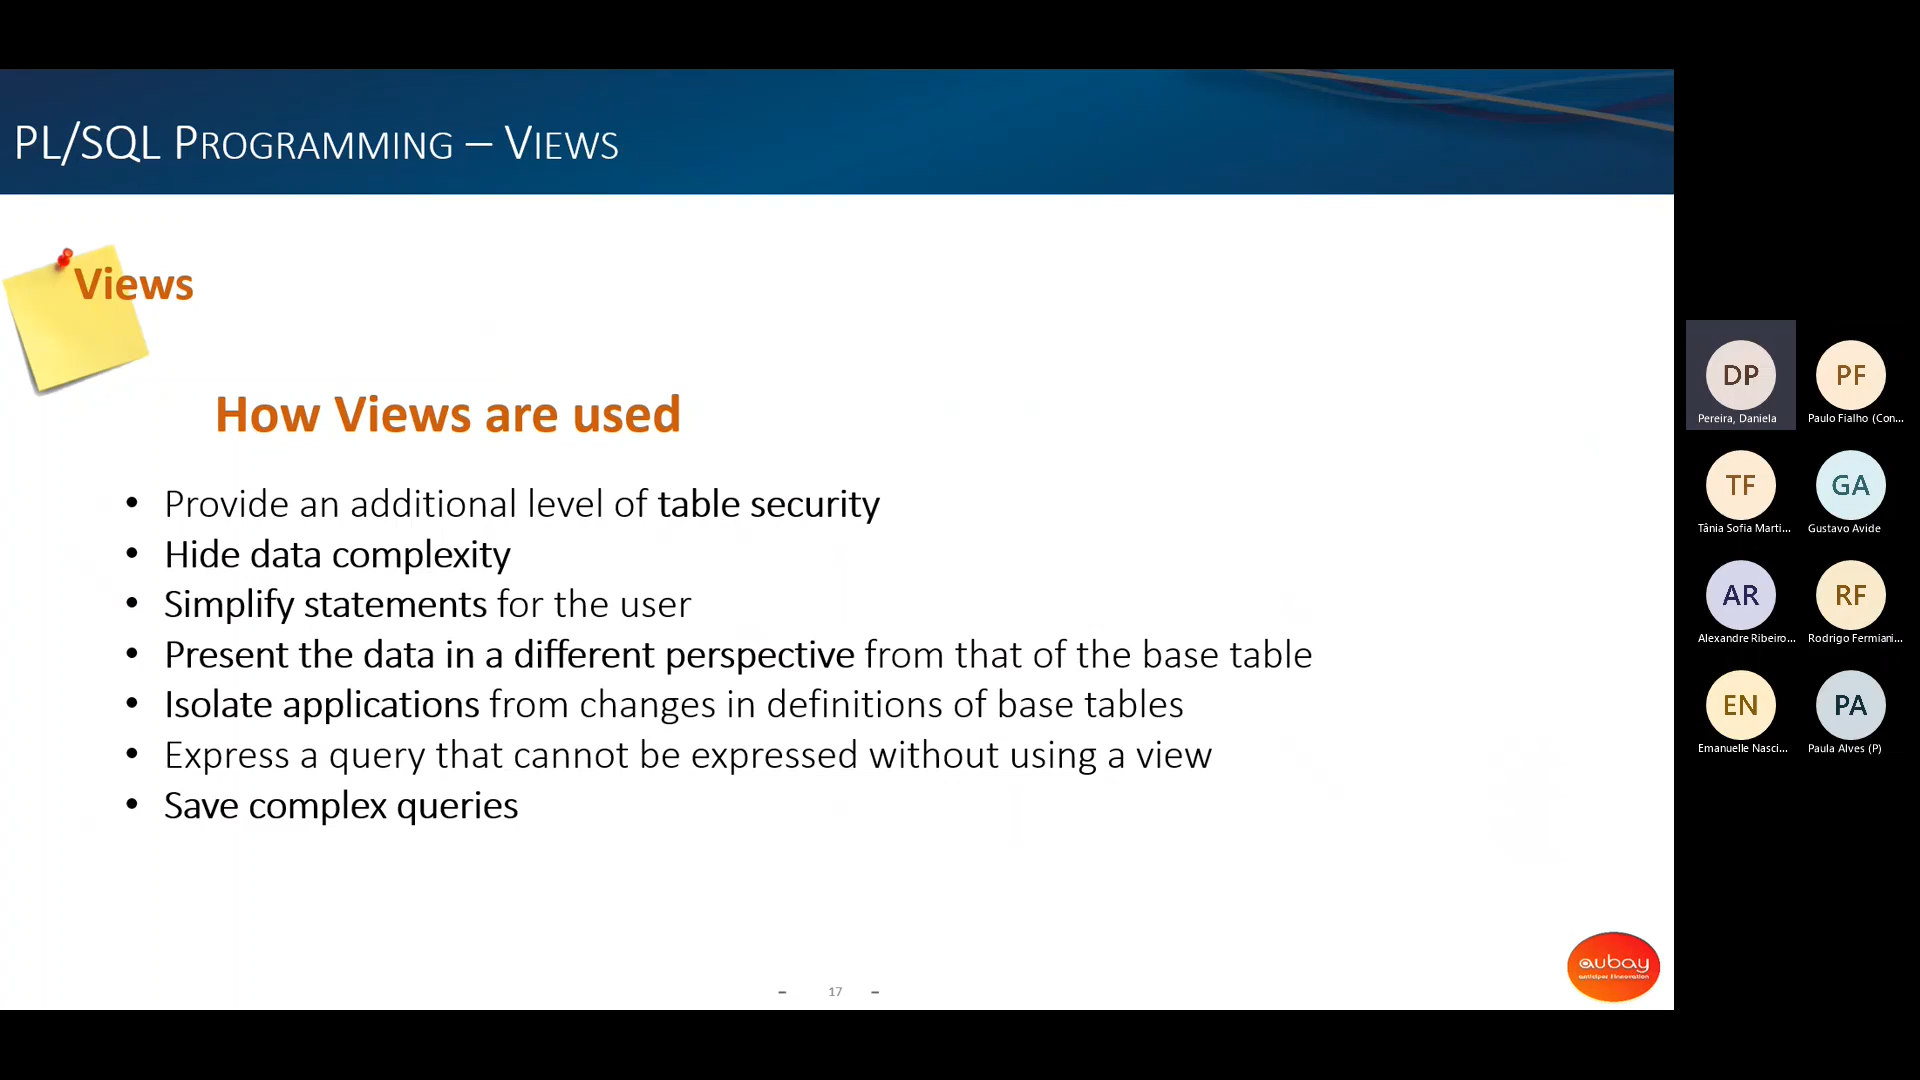 PL/SQL PROGRAMMING – VIEWS
Views
How Views are used
• Provide an additional level of table security
• Hide data complexity
• Simplify statements for the user
• Present the data in a different perspective from that of the base table
• Isolate applications from changes in definitions of base tables
• Express a query that cannot be expressed without using a view
• Save complex queries
– 17 –
aubay
DP
Pereira, Daniela
PF
Paulo Fialho (Con...
TF
Tânia Sofia Marti...
GA
Gustavo Avide
AR
Alexandre Ribeiro...
RF
Rodrigo Fermiani...
EN
Emanuelle Nasci...
PA
Paula Alves (P)